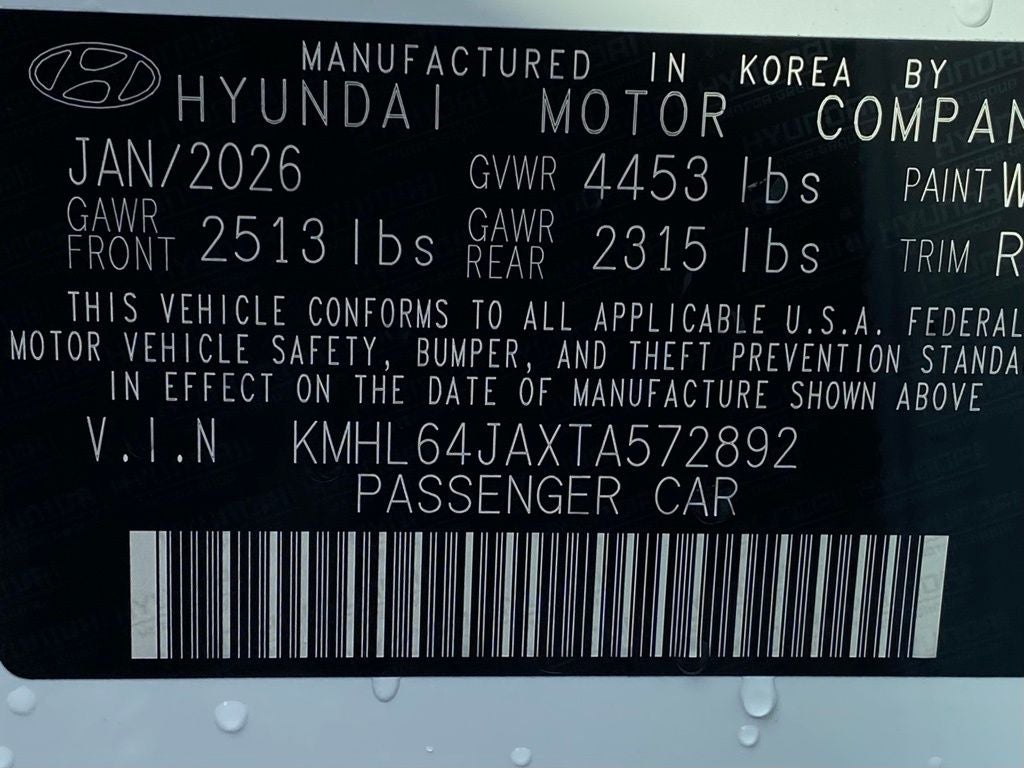 MANUFACTURED IN KOREA BY
HYUNDAI MOTOR COMPAN
JAN/2026 GVWR 4453 lbs PAINT W
GAWR FRONT 2513 lbs GAWR REAR 2315 lbs TRIM R
THIS VEHICLE CONFORMS TO ALL APPLICABLE U.S.A. FEDERAL
MOTOR VEHICLE SAFETY, BUMPER, AND THEFT PREVENTION STANDA
IN EFFECT ON THE DATE OF MANUFACTURE SHOWN ABOVE
V.I.N KMHL64JAXTA572892
PASSENGER CAR